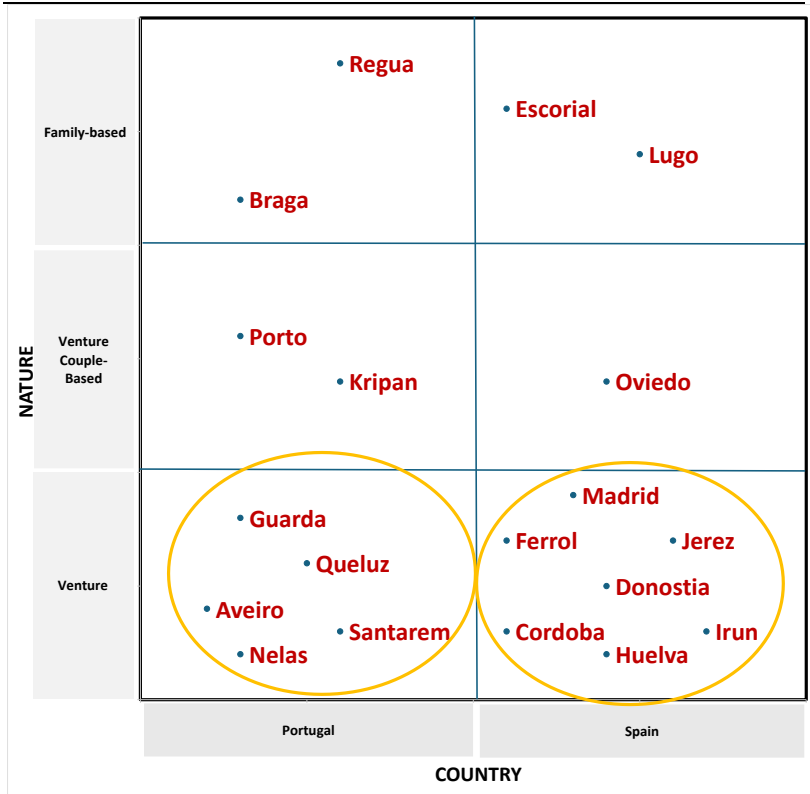 NATURE
Family-based
Regua
Escorial
Lugo
Braga
Venture
Couple-
Based
Porto
Kripan
Oviedo
Venture
Madrid
Guarda
Ferrol
Jerez
Queluz
Donostia
Aveiro
Santarem
Cordoba
Irun
Nelas
Huelva
Portugal
Spain
COUNTRY